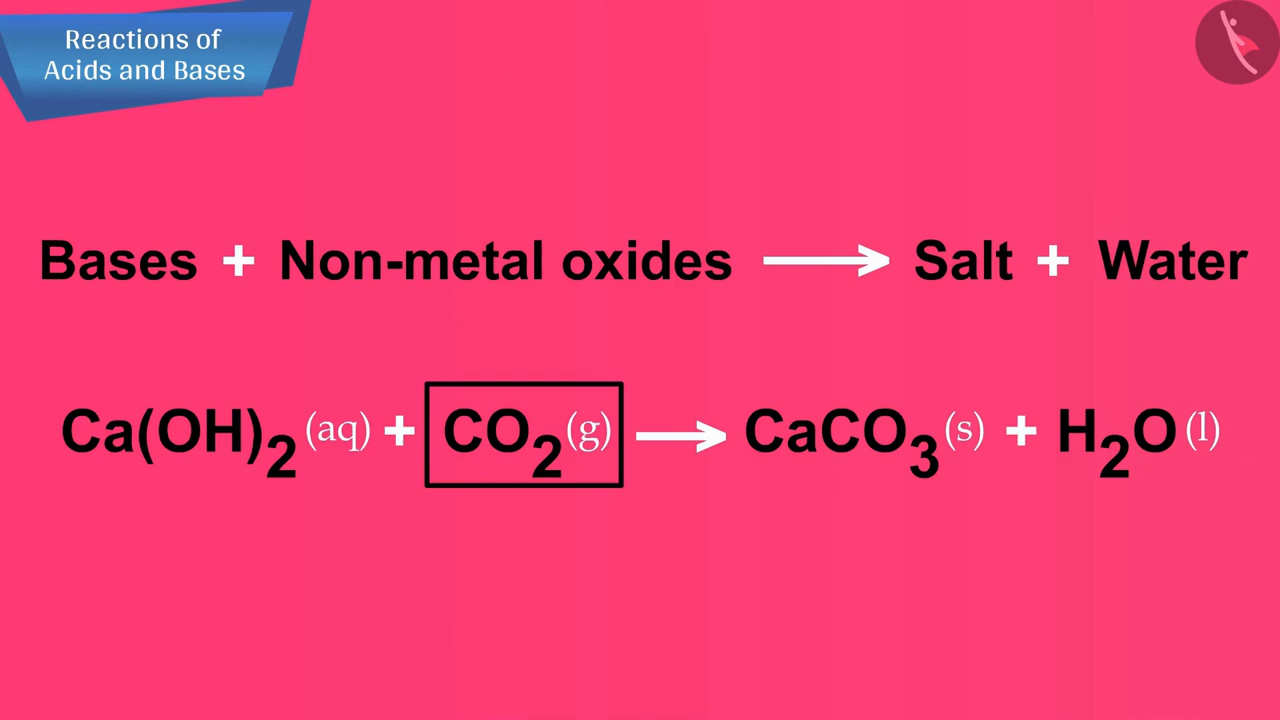 Reactions of
Acids and Bases
Bases + Non-metal oxides ⟶ Salt + Water
Ca(OH)₂ (aq) + CO₂ (g) ⟶ CaCO₃ (s) + H₂O (l)